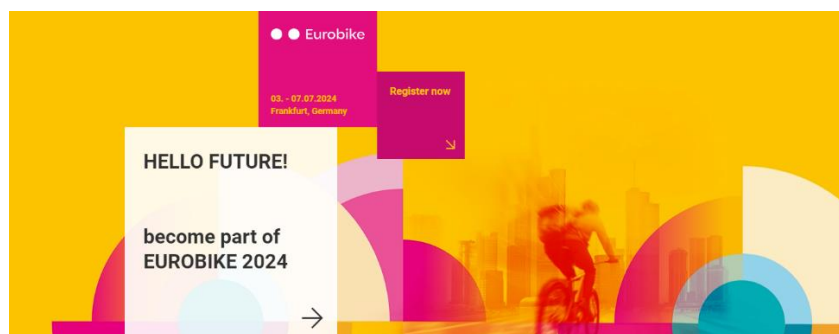 Eurobike
03. - 07.07.2024
Frankfurt, Germany
Register now
HELLO FUTURE!
become part of
EUROBIKE 2024